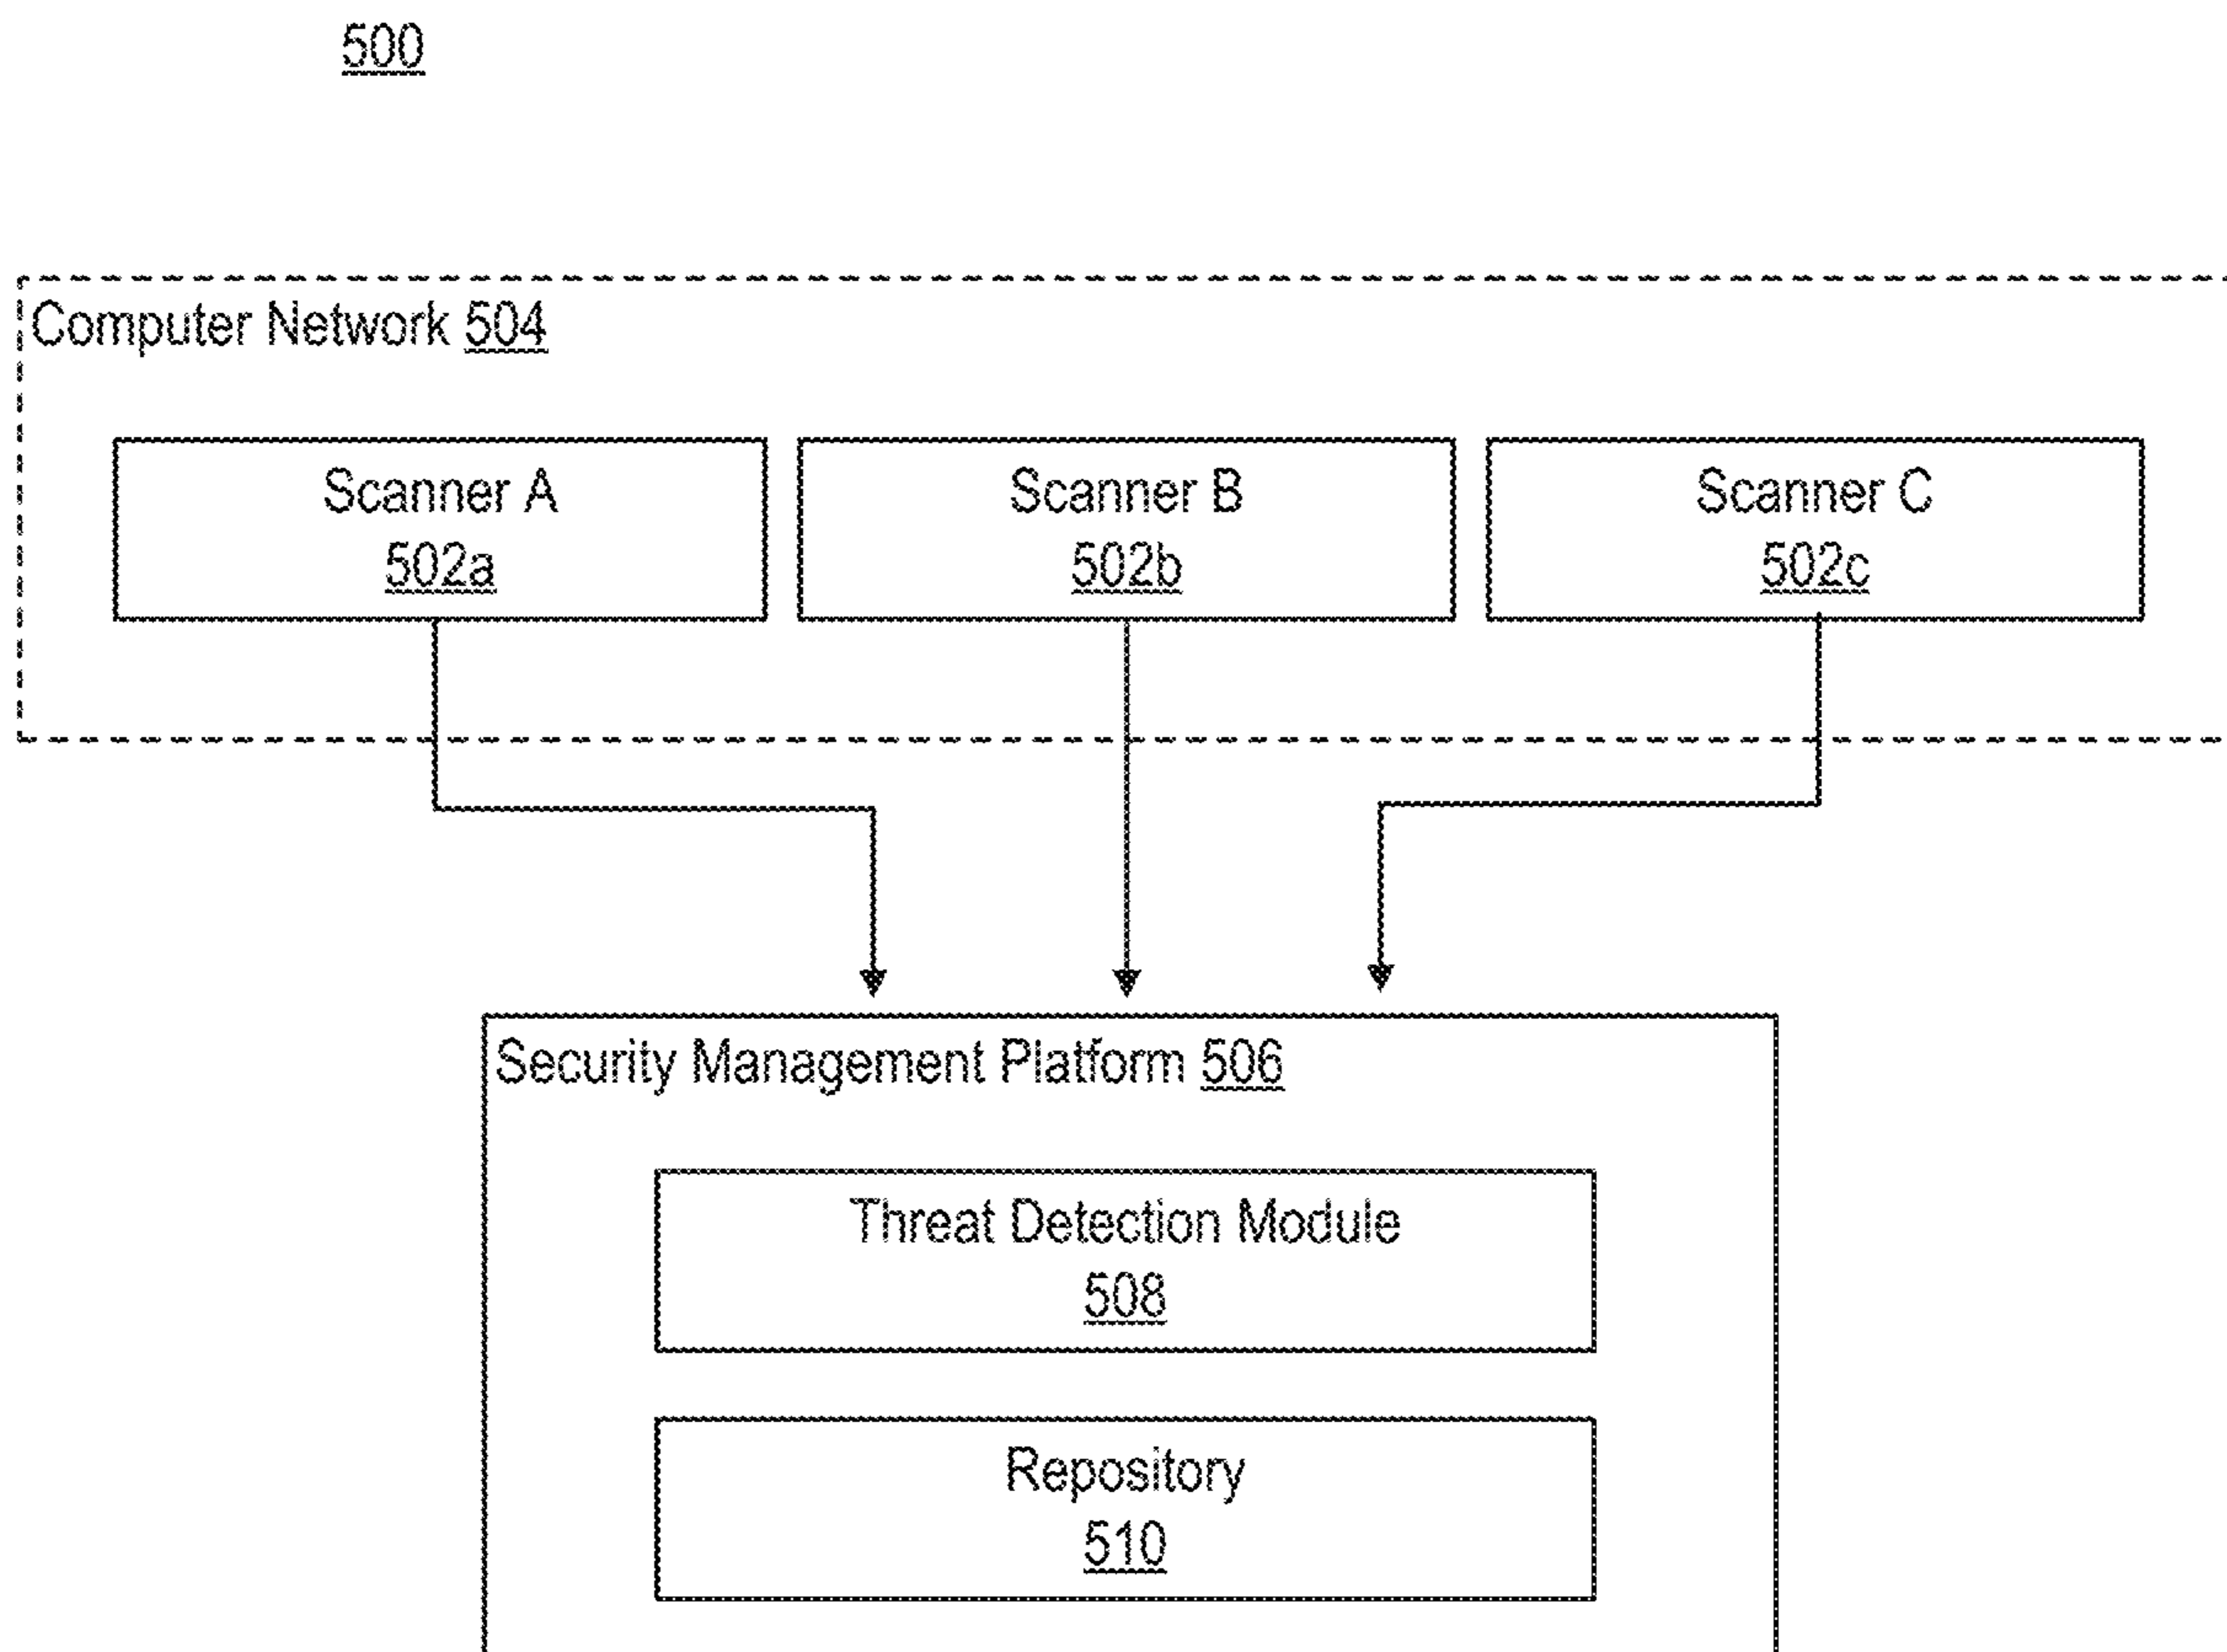 500
Computer Network 504
Scanner A
502a
Scanner B
502b
Scanner C
502c
Security Management Platform 506
Threat Detection Module
508
Repository
510